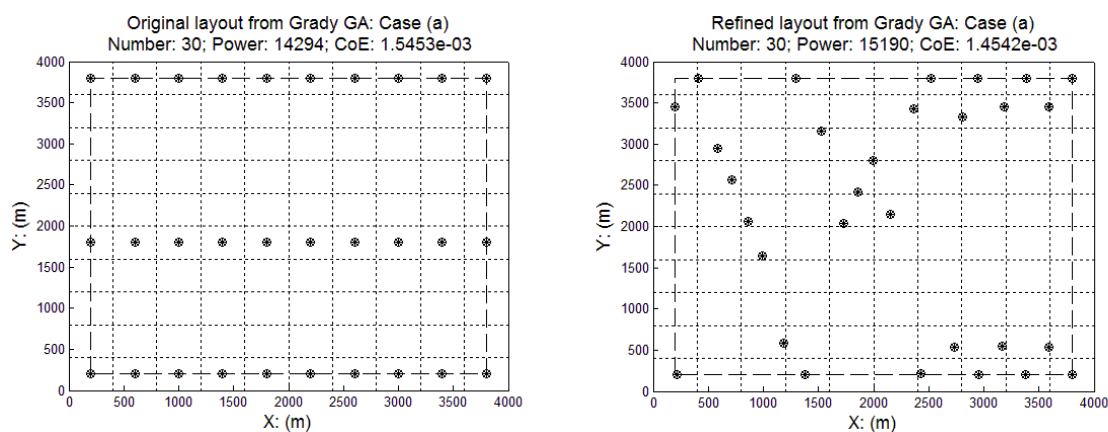 Original layout from Grady GA: Case (a)
Number: 30; Power: 14294; CoE: 1.5453e-03
4000
3500
3000
2500
2000
1500
1000
500
0
Y: (m)
0 500 1000 1500 2000 2500 3000 3500 4000
X: (m)
Refined layout from Grady GA: Case (a)
Number: 30; Power: 15190; CoE: 1.4542e-03
4000
3500
3000
2500
2000
1500
1000
500
0
Y: (m)
0 500 1000 1500 2000 2500 3000 3500 4000
X: (m)